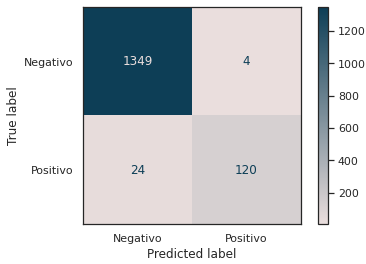 1349 4
24 120
Negativo
Positivo
True label
Negativo Positivo
Predicted label
1200
1000
800
600
400
200